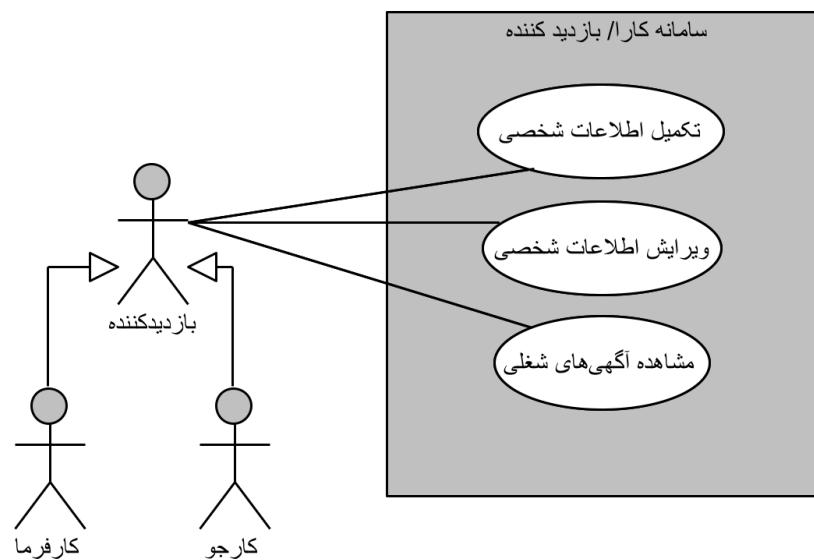 سامانه کارا/ بازدید کننده
تکمیل اطلاعات شخصی
ویرایش اطلاعات شخصی
مشاهده آگهی‌های شغلی
بازدیدکننده
کارجو
کارفرما